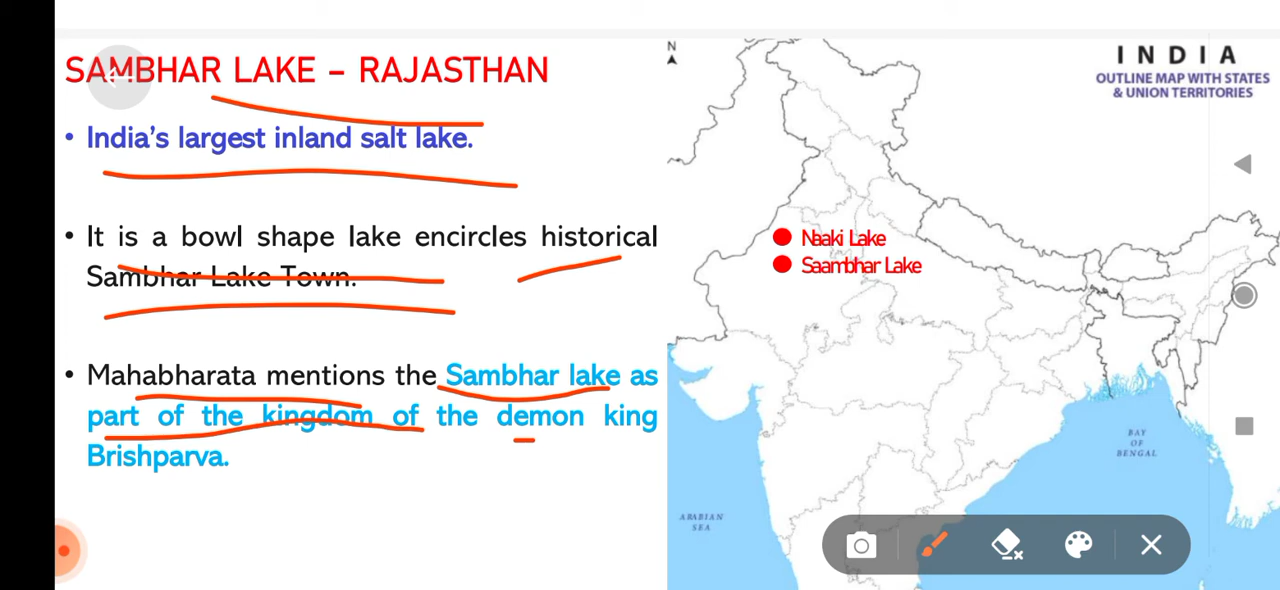 SAMBHAR LAKE – RAJASTHAN
• India's largest inland salt lake.
• It is a bowl shape lake encircles historical
Sambhar Lake Town.
• Mahabharata mentions the Sambhar lake as
part of the kingdom of the demon king
Brishparva.
N
INDIA
OUTLINE MAP WITH STATES
& UNION TERRITORIES
Naaki Lake
Saambhar Lake
BAY
OF
BENGAL
ARABIAN
SEA